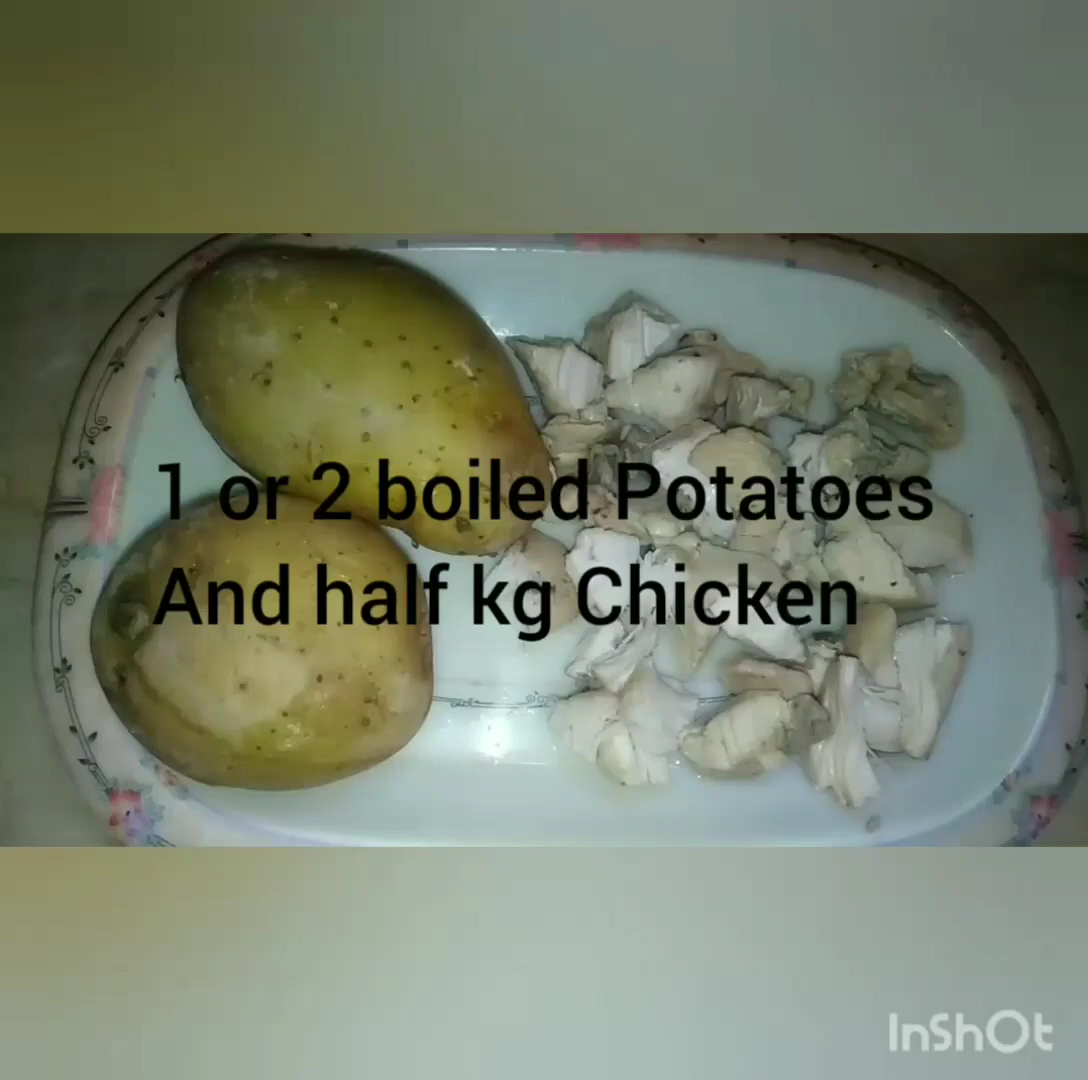 1 or 2 boiled Potatoes
And half kg Chicken
InShOt